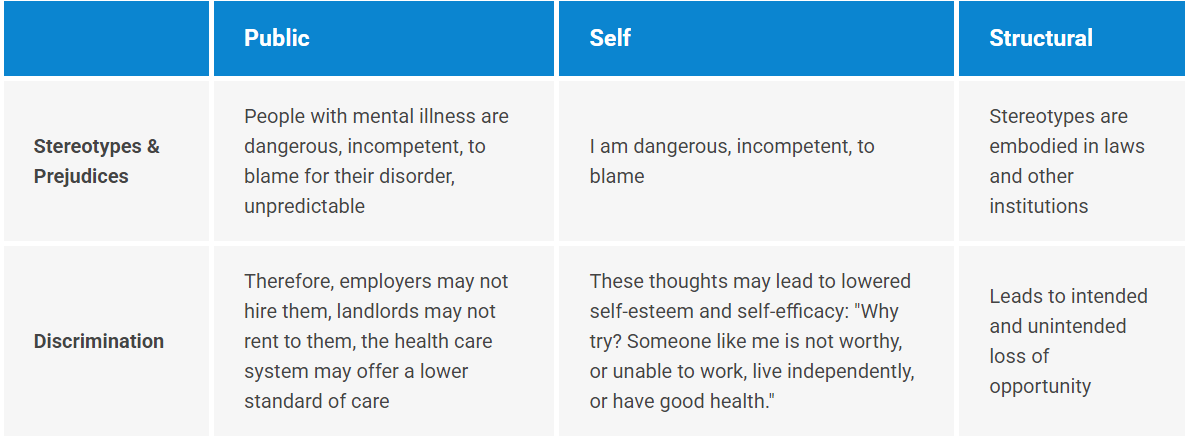 Public
Self
Structural
Stereotypes &
Prejudices
People with mental illness are
dangerous, incompetent, to
blame for their disorder,
unpredictable
I am dangerous, incompetent, to
blame
Stereotypes are
embodied in laws
and other
institutions
Discrimination
Therefore, employers may not
hire them, landlords may not
rent to them, the health care
system may offer a lower
standard of care
These thoughts may lead to lowered
self-esteem and self-efficacy: "Why
try? Someone like me is not worthy,
or unable to work, live independently,
or have good health."
Leads to intended
and unintended
loss of
opportunity